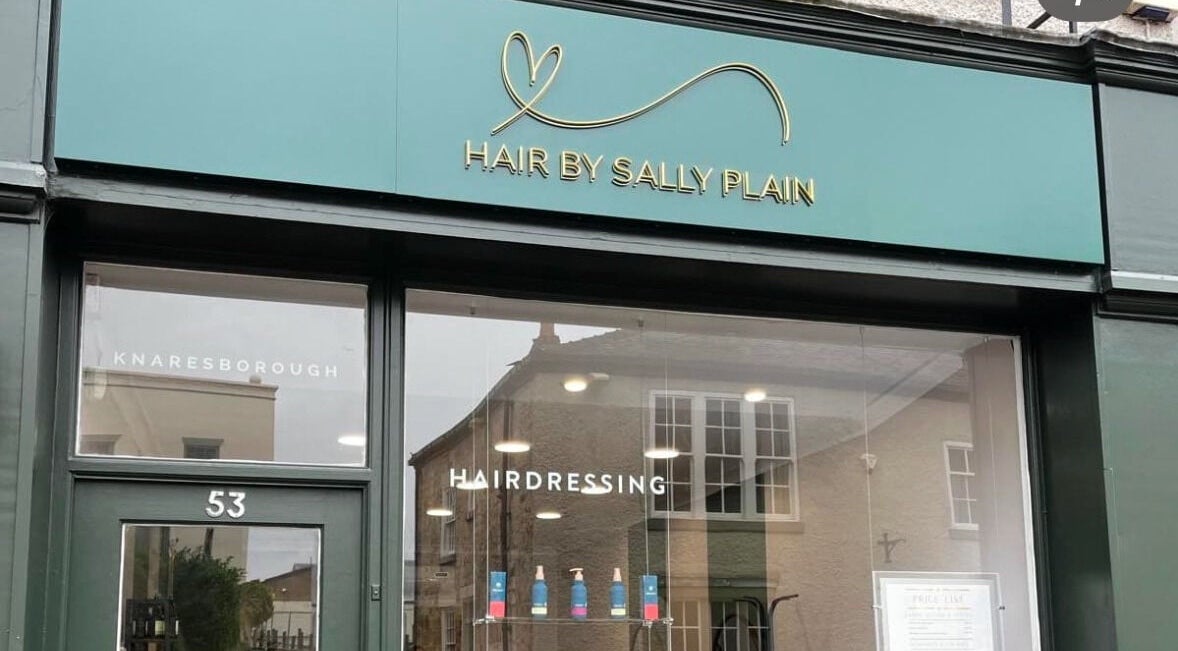 HAIR BY SALLY PLAIN
KNARESBOROUGH
53
HAIRDRESSING
PRICE LIST